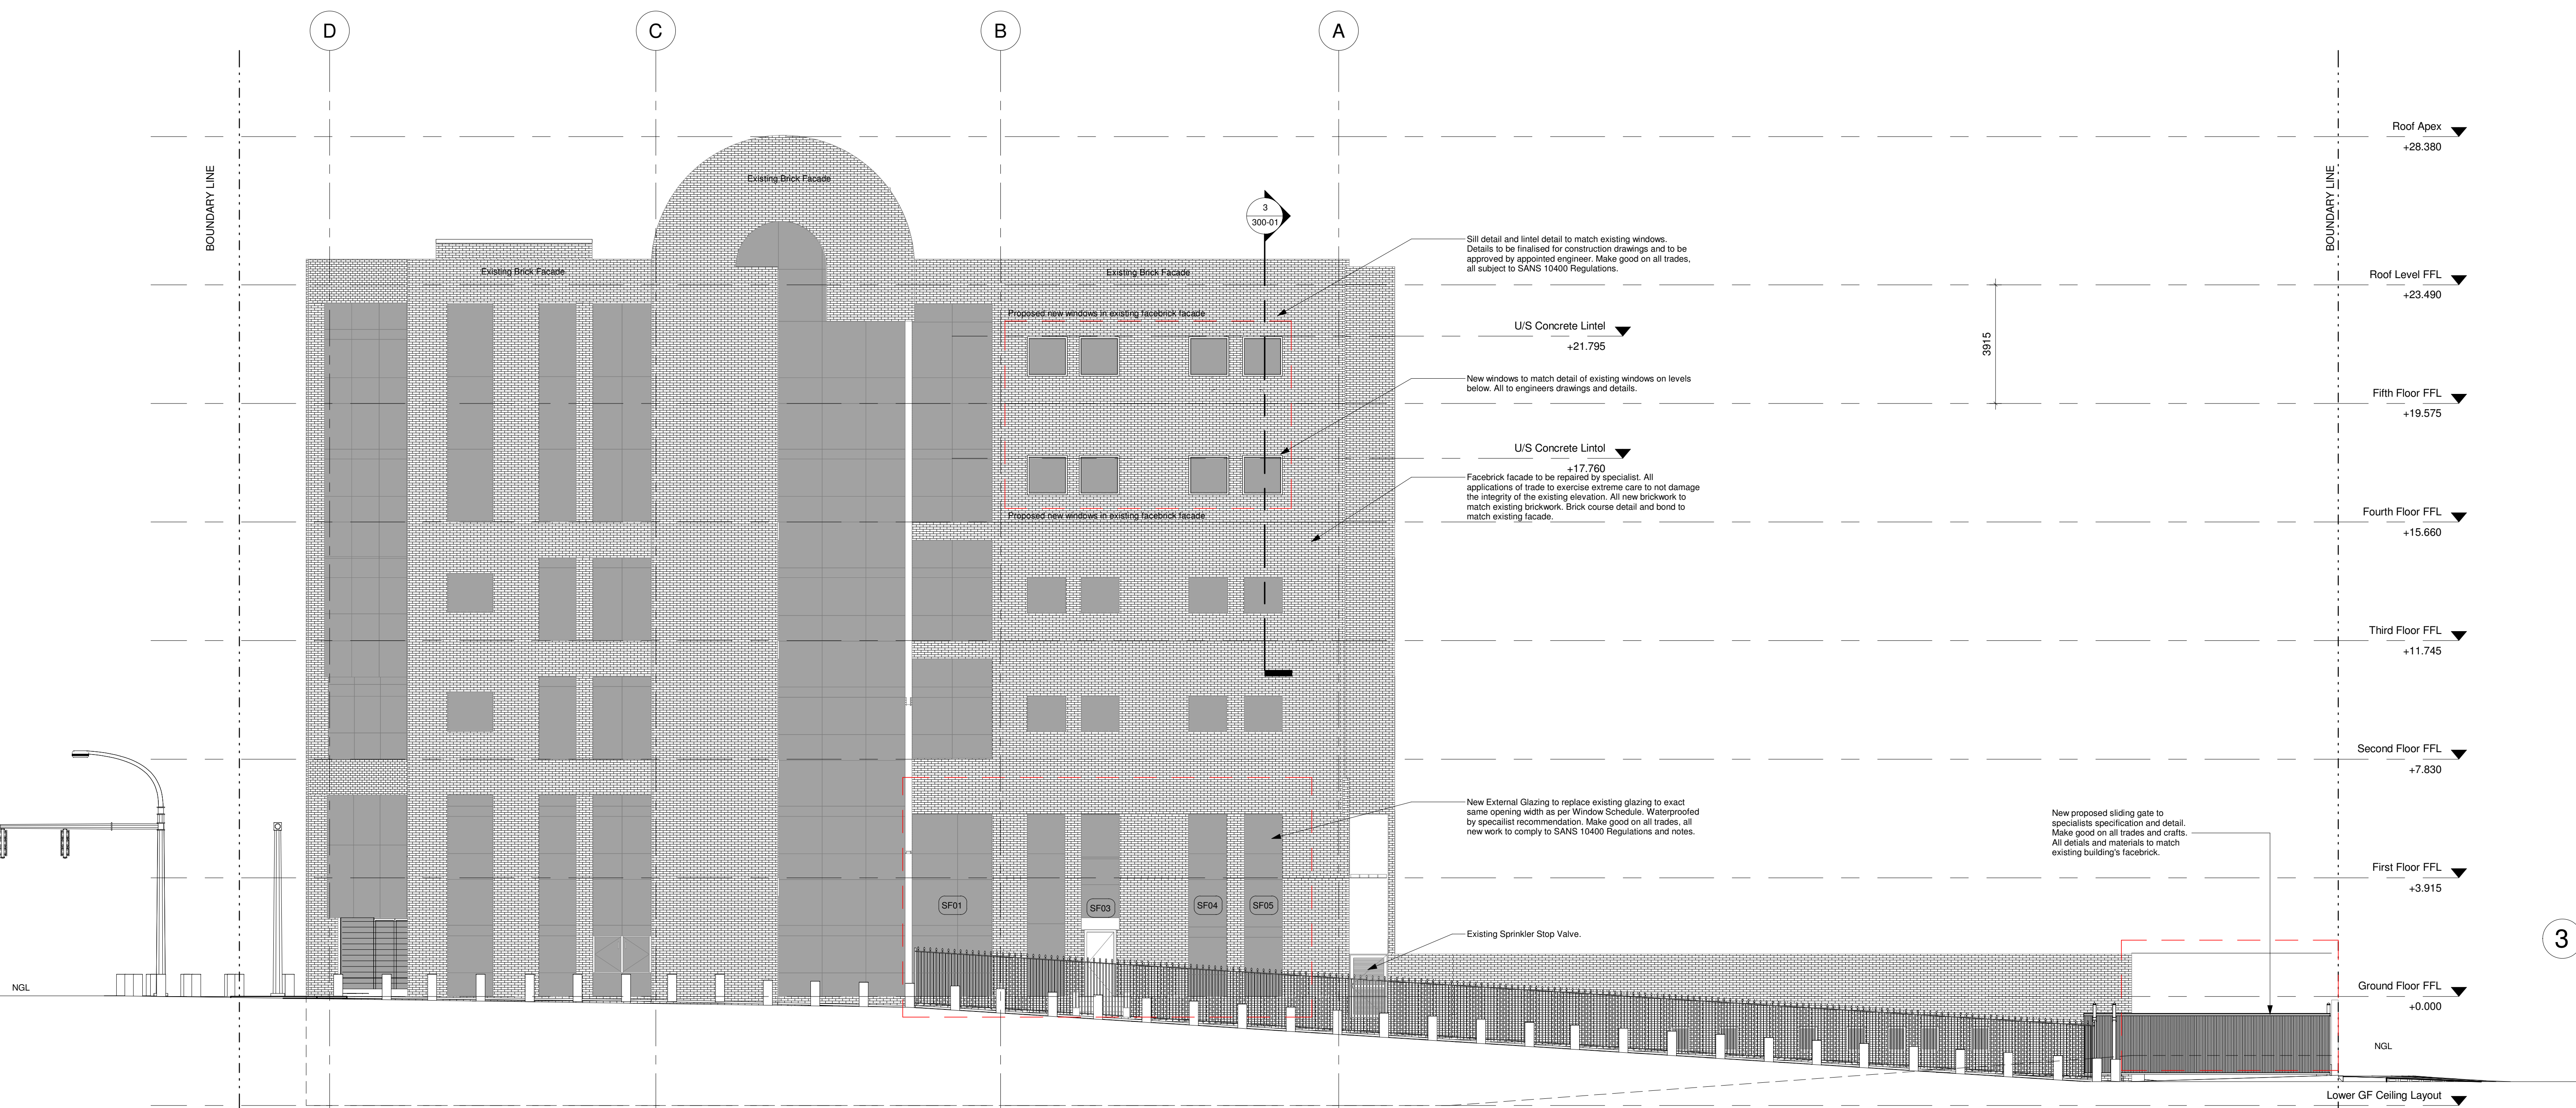 D
C
B
A
BOUNDARY LINE
BOUNDARY LINE
Roof Apex
+28.380
Existing Brick Facade
3
300-01
Sill detail and lintel detail to match existing windows.
Details to be finalised for construction drawings and to be
approved by appointed engineer. Make good on all trades,
all subject to SANS 10400 Regulations.
Existing Brick Facade
Existing Brick Facade
Roof Level FFL
+23.490
Proposed new windows in existing facebrick facade
U/S Concrete Lintel
+21.795
3915
New windows to match detail of existing windows on levels
below. All to engineers drawings and details.
Fifth Floor FFL
+19.575
U/S Concrete Lintol
+17.760
Facebrick facade to be repaired by specialist. All
applications of trade to exercise extreme care to not damage
the integrity of the existing elevation. All new brickwork to
match existing brickwork. Brick course detail and bond to
match existing facade.
Proposed new windows in existing facebrick facade
Fourth Floor FFL
+15.660
Third Floor FFL
+11.745
Second Floor FFL
+7.830
New External Glazing to replace existing glazing to exact
same opening width as per Window Schedule. Waterproofed
by specailist recommendation. Make good on all trades, all
new work to comply to SANS 10400 Regulations and notes.
New proposed sliding gate to
specialists specification and detail.
Make good on all trades and crafts.
All detials and materials to match
existing building's facebrick.
First Floor FFL
+3.915
SF01
SF03
SF04
SF05
Existing Sprinkler Stop Valve.
3
NGL
Ground Floor FFL
+0.000
NGL
Lower GF Ceiling Layout